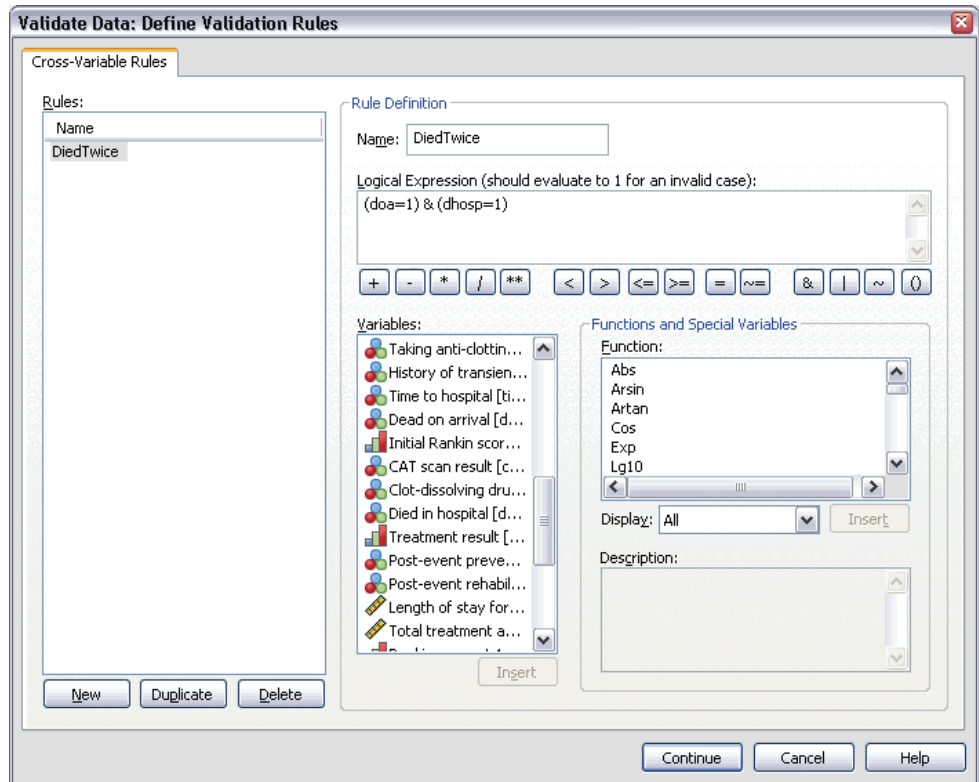 Validate Data: Define Validation Rules
Cross-Variable Rules
Rules:
Name
DiedTwice
Rule Definition
Name: DiedTwice
Logical Expression (should evaluate to 1 for an invalid case):
(doa=1) & (dhosp=1)
+ - * / ** < > <= >= = ~= & | ~ ()
Variables:
Taking anti-clottin...
History of transien...
Time to hospital [ti...
Dead on arrival [d...
Initial Rankin scor...
CAT scan result [c...
Clot-dissolving dru...
Died in hospital [d...
Treatment result [...
Post-event preve...
Post-event rehabil...
Length of stay for...
Total treatment a...
Insert
Functions and Special Variables
Function:
Abs
Arsin
Artan
Cos
Exp
Lg10
Display: All
Insert
Description:
New Duplicate Delete
Continue Cancel Help